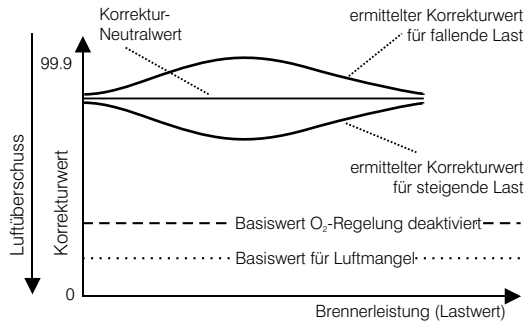 Korrektur-
Neutralwert
ermittelter Korrekturwert
für fallende Last
99.9
Luftüberschuss
Korrekturwert
ermittelter Korrekturwert
für steigende Last
Basiswert O₂-Regelung deaktiviert
Basiswert für Luftmangel
0
Brennerleistung (Lastwert)